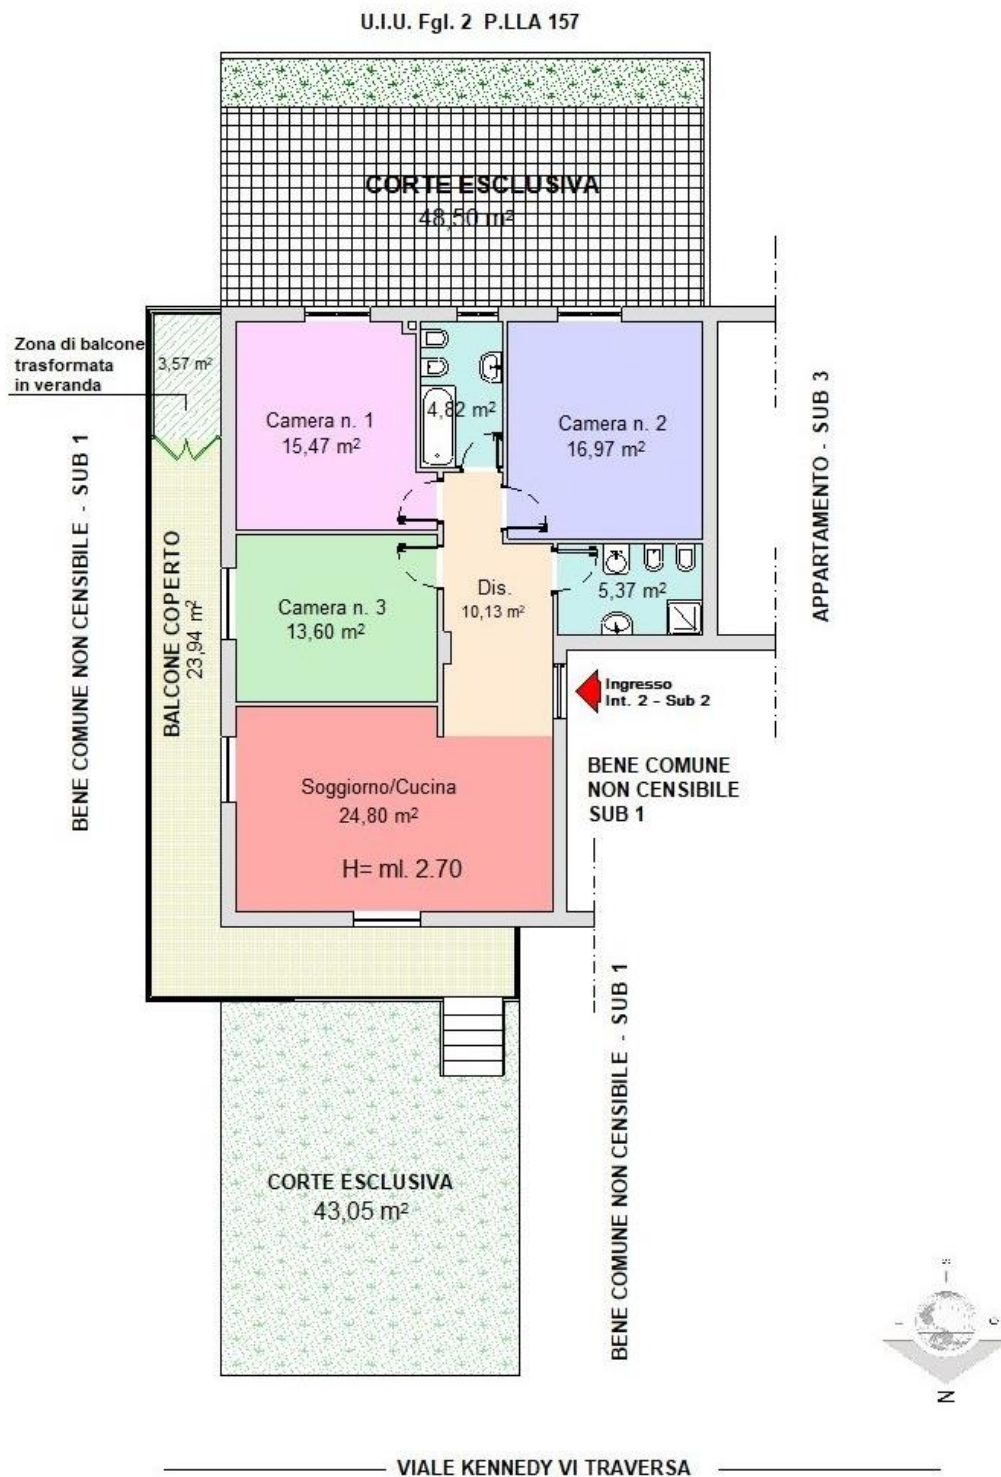 U.I.U. Fgl. 2 P.LLA 157
CORTE ESCLUSIVA
48,50 m²
Zona di balcone
trasformata
in veranda
3,57 m²
Camera n. 1
15,47 m²
4,82 m²
Camera n. 2
16,97 m²
APPARTAMENTO - SUB 3
BENE COMUNE NON CENSIBILE - SUB 1
BALCONE COPERTO
23,94 m²
Camera n. 3
13,60 m²
Dis.
10,13 m²
5,37 m²
Ingresso
Int. 2 - Sub 2
BENE COMUNE
NON CENSIBILE
SUB 1
Soggiorno/Cucina
24,80 m²
H= ml. 2.70
BENE COMUNE NON CENSIBILE - SUB 1
CORTE ESCLUSIVA
43,05 m²
N
VIALE KENNEDY VI TRAVERSA